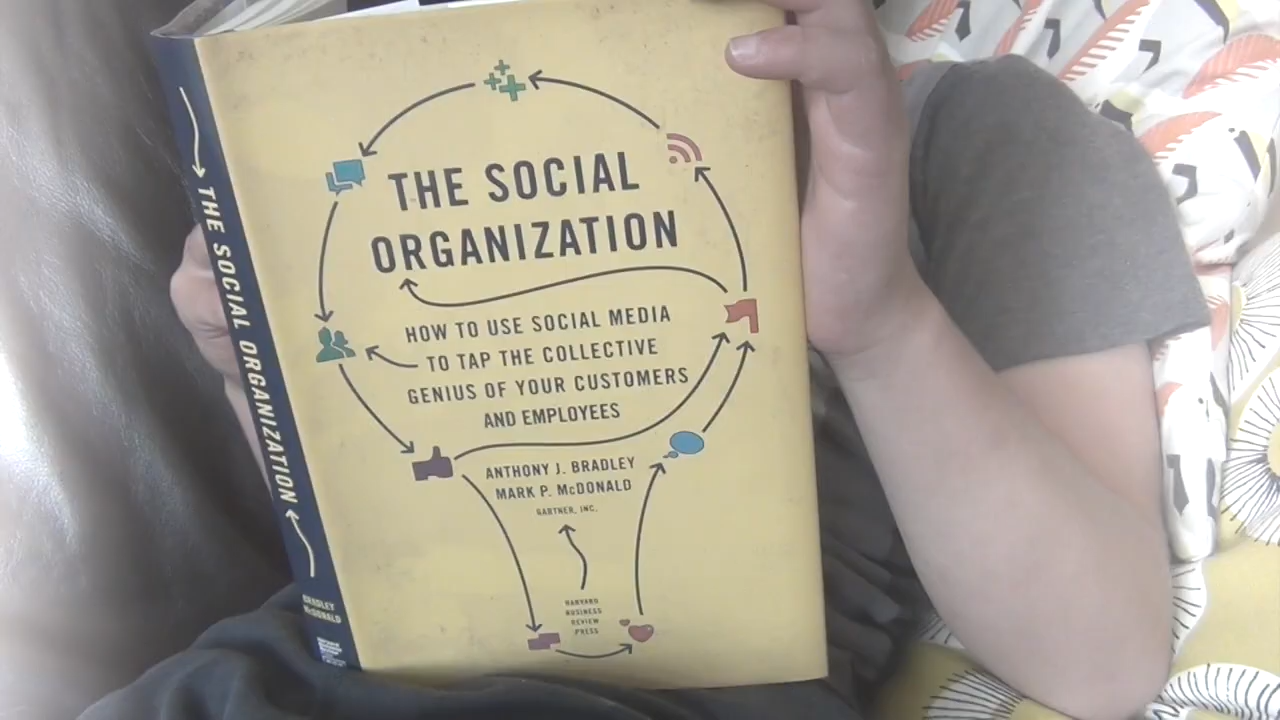 THE SOCIAL
ORGANIZATION
HOW TO USE SOCIAL MEDIA
TO TAP THE COLLECTIVE
GENIUS OF YOUR CUSTOMERS
AND EMPLOYEES
ANTHONY J. BRADLEY
MARK P. McDONALD
GARTNER, INC.
HARVARD
BUSINESS
REVIEW
PRESS
THE SOCIAL ORGANIZATION
BRADLEY
McDONALD